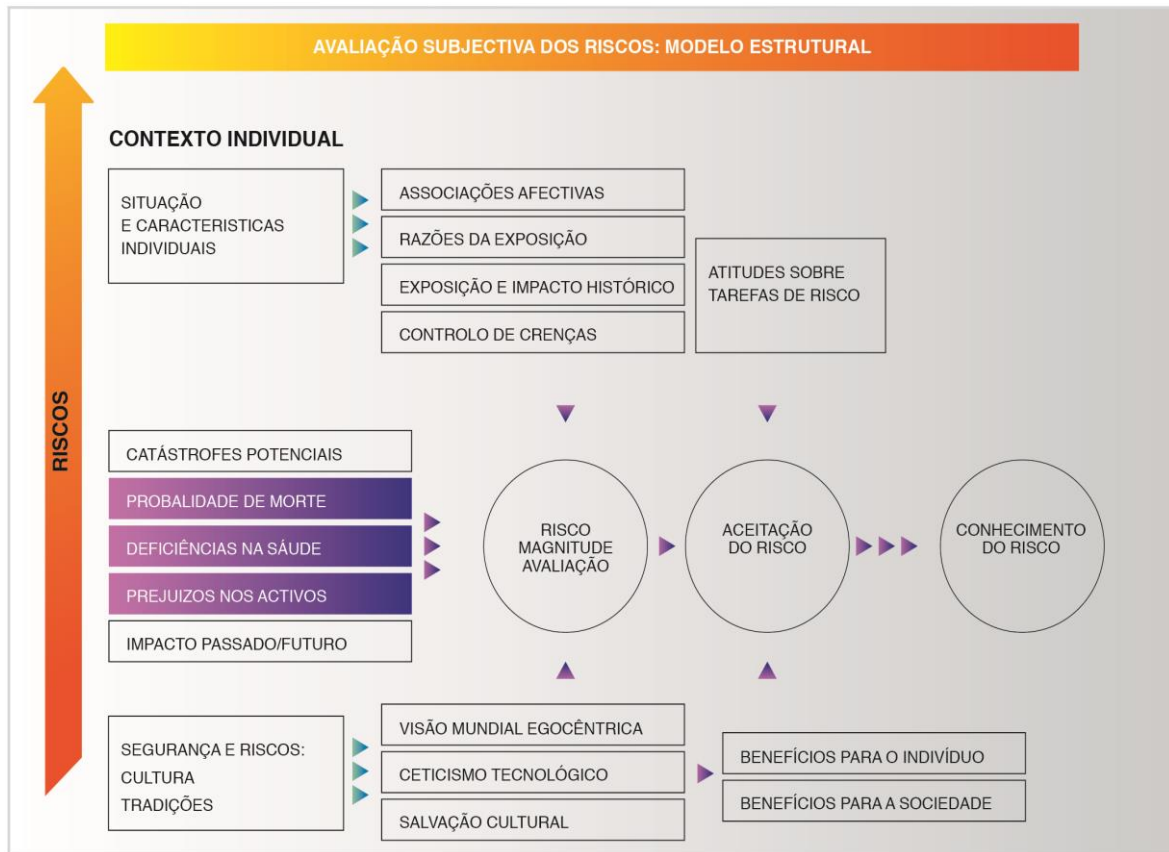 AVALIAÇÃO SUBJECTIVA DOS RISCOS: MODELO ESTRUTURAL
RISCOS
CONTEXTO INDIVIDUAL
SITUAÇÃO
E CARACTERISTICAS
INDIVIDUAIS
ASSOCIAÇÕES AFECTIVAS
RAZÕES DA EXPOSIÇÃO
EXPOSIÇÃO E IMPACTO HISTÓRICO
CONTROLO DE CRENÇAS
ATITUDES SOBRE
TAREFAS DE RISCO
CATÁSTROFES POTENCIAIS
PROBALIDADE DE MORTE
DEFICIÊNCIAS NA SÁUDE
PREJUIZOS NOS ACTIVOS
IMPACTO PASSADO/FUTURO
RISCO
MAGNITUDE
AVALIAÇÃO
ACEITAÇÃO
DO RISCO
CONHECIMENTO
DO RISCO
SEGURANÇA E RISCOS:
CULTURA
TRADIÇÕES
VISÃO MUNDIAL EGOCÊNTRICA
CETICISMO TECNOLÓGICO
SALVAÇÃO CULTURAL
BENEFÍCIOS PARA O INDIVÍDUO
BENEFÍCIOS PARA A SOCIEDADE